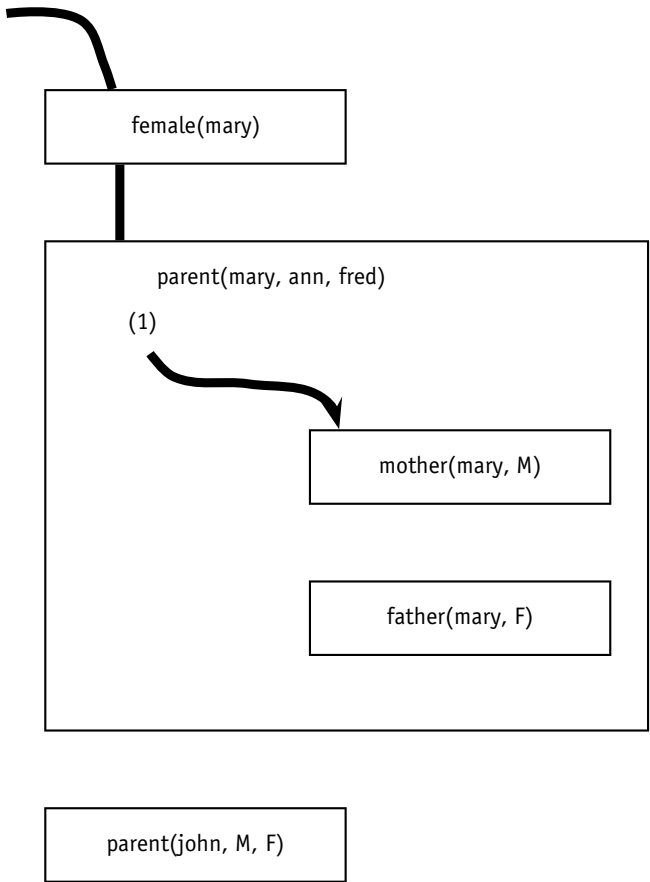 female(mary)
parent(mary, ann, fred)
(1)
mother(mary, M)
father(mary, F)
parent(john, M, F)